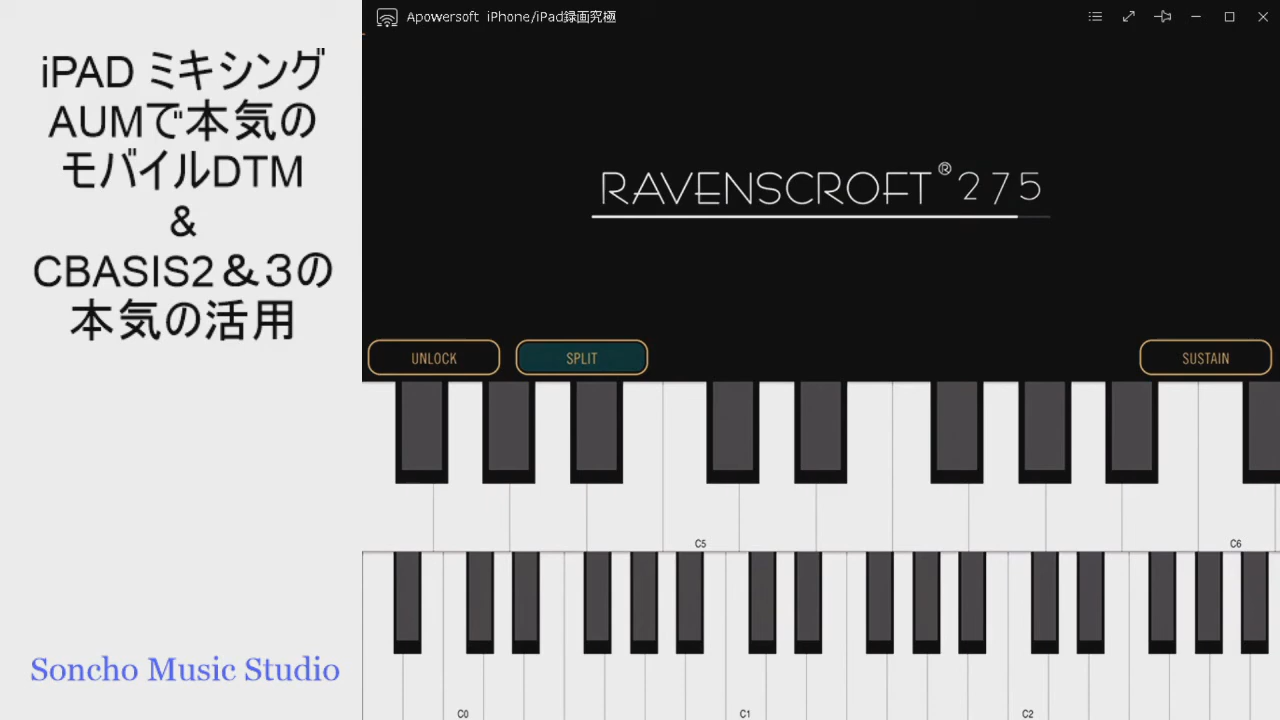 Apowersoft iPhone/iPad録画究極
iPAD ミキシング
AUMで本気の
モバイルDTM
&
CBASIS2＆３の
本気の活用
RAVENSCROFT®275
UNLOCK
SPLIT
SUSTAIN
C5
C6
C0
C1
C2
Soncho Music Studio